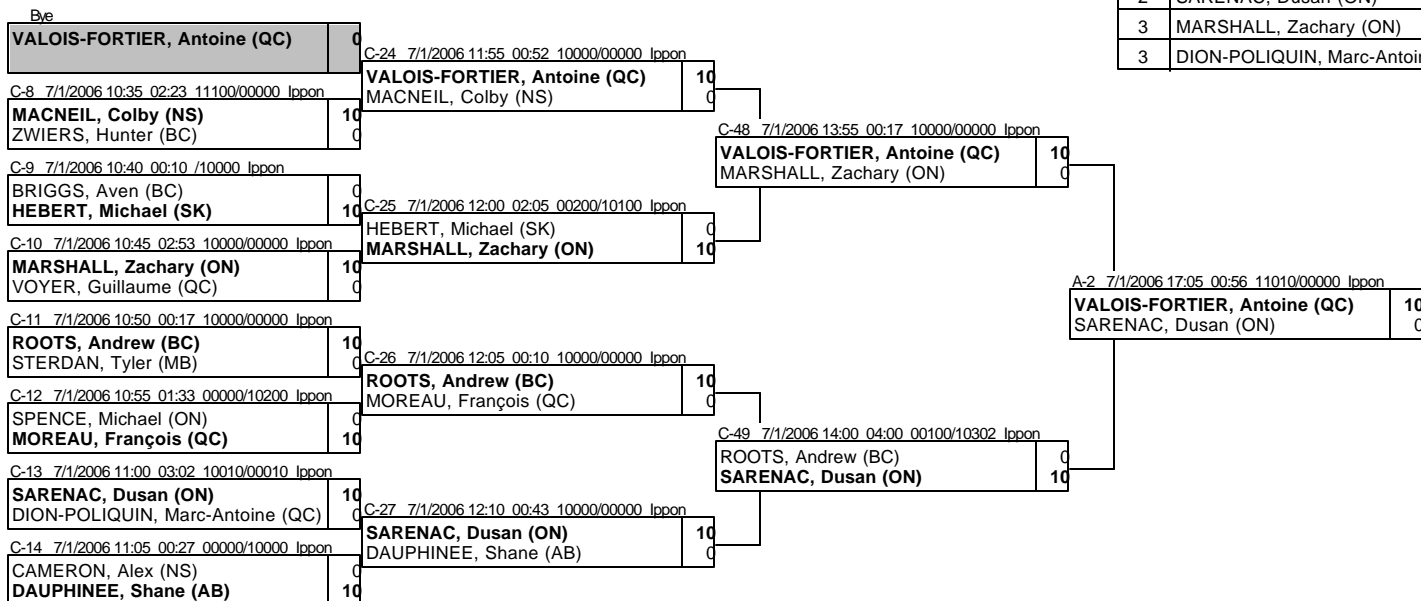 Bye
VALOIS-FORTIER, Antoine (QC) 0
C-8 7/1/2006 10:35 02:23 11100/00000 Ippon
MACNEIL, Colby (NS) 10
ZWIERS, Hunter (BC) 0
C-9 7/1/2006 10:40 00:10 /10000 Ippon
BRIGGS, Aven (BC) 0
HEBERT, Michael (SK) 10
C-10 7/1/2006 10:45 02:53 10000/00000 Ippon
MARSHALL, Zachary (ON) 10
VOYER, Guillaume (QC) 0
C-11 7/1/2006 10:50 00:17 10000/00000 Ippon
ROOTS, Andrew (BC) 10
STERDAN, Tyler (MB) 0
C-12 7/1/2006 10:55 01:33 00000/10200 Ippon
SPENCE, Michael (ON) 0
MOREAU, François (QC) 10
C-13 7/1/2006 11:00 03:02 10010/00010 Ippon
SARENAC, Dusan (ON) 10
DION-POLIQUIN, Marc-Antoine (QC) 0
C-14 7/1/2006 11:05 00:27 00000/10000 Ippon
CAMERON, Alex (NS) 0
DAUPHINEE, Shane (AB) 10
C-24 7/1/2006 11:55 00:52 10000/00000 Ippon
VALOIS-FORTIER, Antoine (QC) 10
MACNEIL, Colby (NS) 0
C-25 7/1/2006 12:00 02:05 00200/10100 Ippon
HEBERT, Michael (SK) 0
MARSHALL, Zachary (ON) 10
C-26 7/1/2006 12:05 00:10 10000/00000 Ippon
ROOTS, Andrew (BC) 10
MOREAU, François (QC) 0
C-27 7/1/2006 12:10 00:43 10000/00000 Ippon
SARENAC, Dusan (ON) 10
DAUPHINEE, Shane (AB) 0
C-48 7/1/2006 13:55 00:17 10000/00000 Ippon
VALOIS-FORTIER, Antoine (QC) 10
MARSHALL, Zachary (ON) 0
C-49 7/1/2006 14:00 04:00 00100/10302 Ippon
ROOTS, Andrew (BC) 0
SARENAC, Dusan (ON) 10
A-2 7/1/2006 17:05 00:56 11010/00000 Ippon
VALOIS-FORTIER, Antoine (QC) 10
SARENAC, Dusan (ON) 0
2 SARENAC, Dusan (ON)
3 MARSHALL, Zachary (ON)
3 DION-POLIQUIN, Marc-Antoin